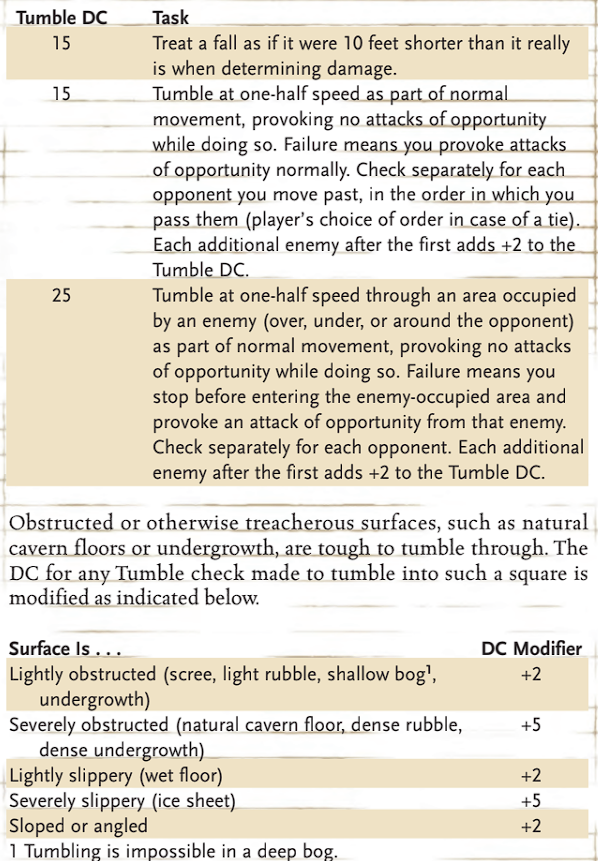 Tumble DC Task
15 Treat a fall as if it were 10 feet shorter than it really
is when determining damage.
15 Tumble at one-half speed as part of normal
movement, provoking no attacks of opportunity
while doing so. Failure means you provoke attacks
of opportunity normally. Check separately for each
opponent you move past, in the order in which you
pass them (player’s choice of order in case of a tie).
Each additional enemy after the first adds +2 to the
Tumble DC.
25 Tumble at one-half speed through an area occupied
by an enemy (over, under, or around the opponent)
as part of normal movement, provoking no attacks
of opportunity while doing so. Failure means you
stop before entering the enemy-occupied area and
provoke an attack of opportunity from that enemy.
Check separately for each opponent. Each additional
enemy after the first adds +2 to the Tumble DC.
Obstructed or otherwise treacherous surfaces, such as natural
cavern floors or undergrowth, are tough to tumble through. The
DC for any Tumble check made to tumble into such a square is
modified as indicated below.
Surface Is . . . DC Modifier
Lightly obstructed (scree, light rubble, shallow bog¹, +2
undergrowth)
Severely obstructed (natural cavern floor, dense rubble, +5
dense undergrowth)
Lightly slippery (wet floor) +2
Severely slippery (ice sheet) +5
Sloped or angled +2
1 Tumbling is impossible in a deep bog.